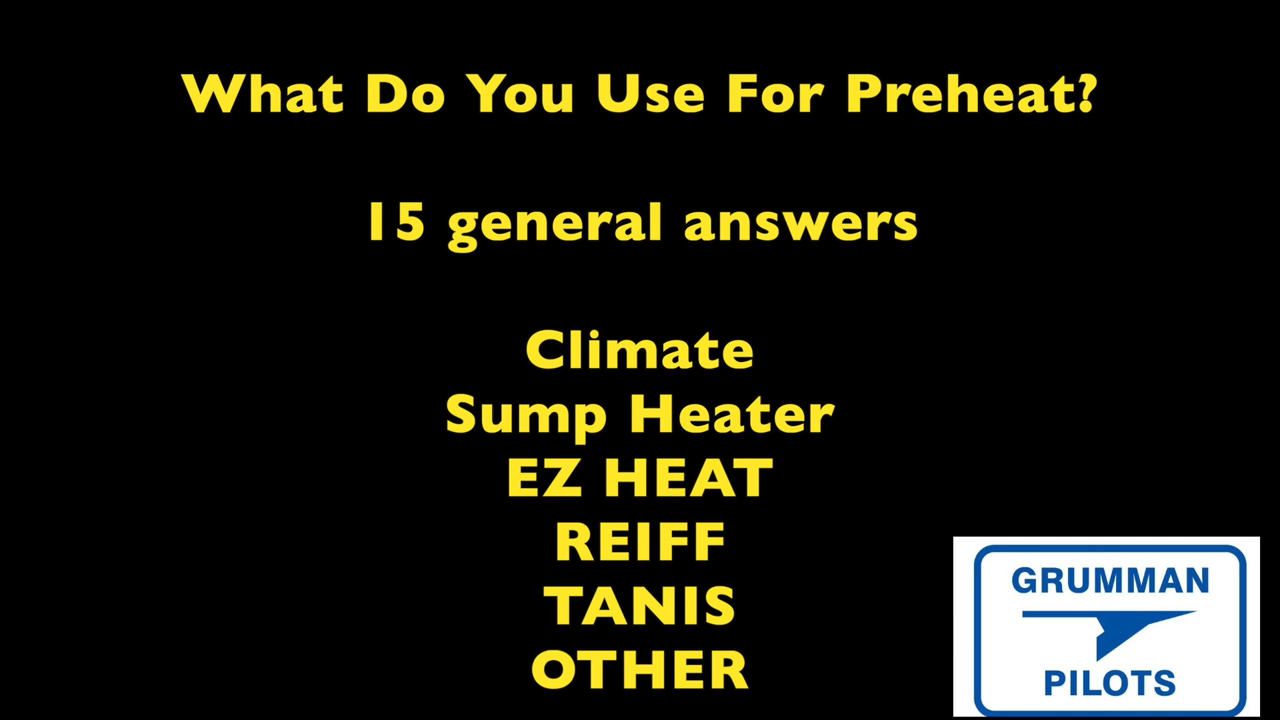 What Do You Use For Preheat?
15 general answers
Climate
Sump Heater
EZ HEAT
REIFF
TANIS
OTHER
GRUMMAN
PILOTS